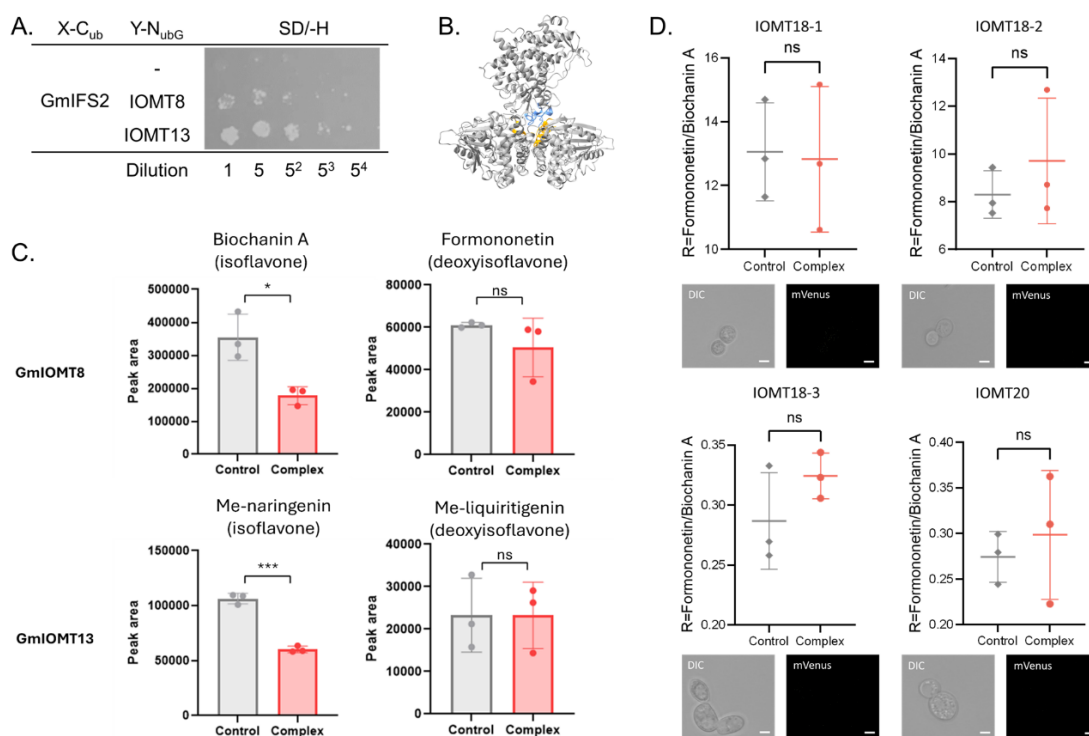 A.
X-Cub Y-NubG SD/-H
-
GmIFS2 IOMT8
IOMT13
Dilution 1 5 5² 5³ 5⁴
B.
C.
Biochanin A
(isoflavone)
Formononetin
(deoxyisoflavone)
GmIOMT8
Peak area
500000
400000
300000
200000
100000
0
*
Control Complex
Peak area
80000
60000
40000
20000
0
ns
Control Complex
Me-naringenin
(isoflavone)
Me-liquiritigenin
(deoxyisoflavone)
GmIOMT13
Peak area
150000
100000
50000
0
***
Control Complex
Peak area
40000
30000
20000
10000
0
ns
Control Complex
D.
IOMT18-1
R=Formononetin/Biochanin A
16
14
12
10
ns
Control Complex
DIC
mVenus
IOMT18-2
R=Formononetin/Biochanin A
14
12
10
8
6
ns
Control Complex
DIC
mVenus
IOMT18-3
R=Formononetin/Biochanin A
0.35
0.30
0.25
0.20
ns
Control Complex
DIC
mVenus
IOMT20
R=Formononetin/Biochanin A
0.40
0.35
0.30
0.25
0.20
ns
Control Complex
DIC
mVenus